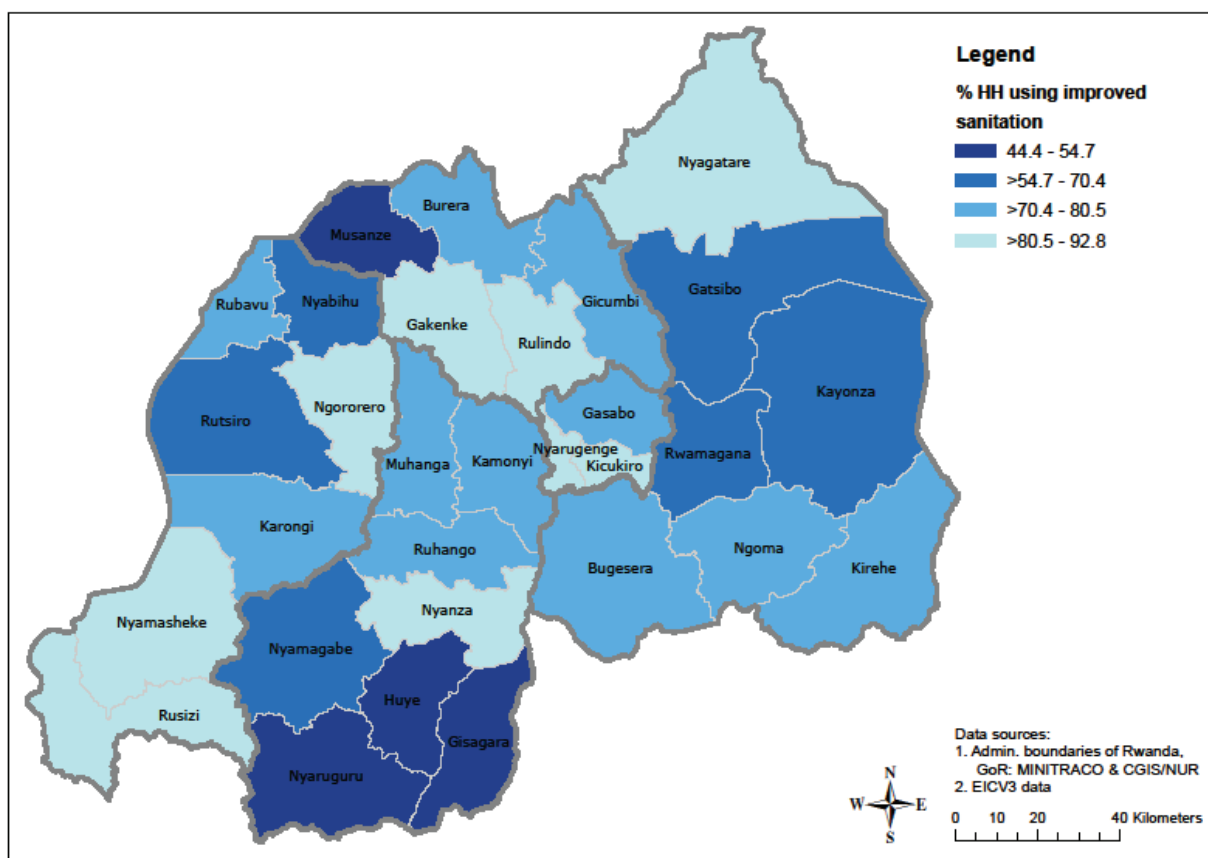 Legend
% HH using improved
sanitation
44.4 - 54.7
>54.7 - 70.4
>70.4 - 80.5
>80.5 - 92.8
Nyagatare
Burera
Musanze
Gatsibo
Rubavu
Nyabihu
Gicumbi
Gakenke
Rulindo
Kayonza
Ngororero
Gasabo
Rutsiro
Nyarugenge
Rwamagana
Muhanga
Kamonyi
Kicukiro
Karongi
Ruhango
Ngoma
Bugesera
Kirehe
Nyanza
Nyamasheke
Nyamagabe
Huye
Rusizi
Gisagara
Nyaruguru
Data sources:
1. Admin. boundaries of Rwanda,
GoR: MINITRACO & CGIS/NUR
2. EICV3 data
N
W E
S
0 10 20 40 Kilometers